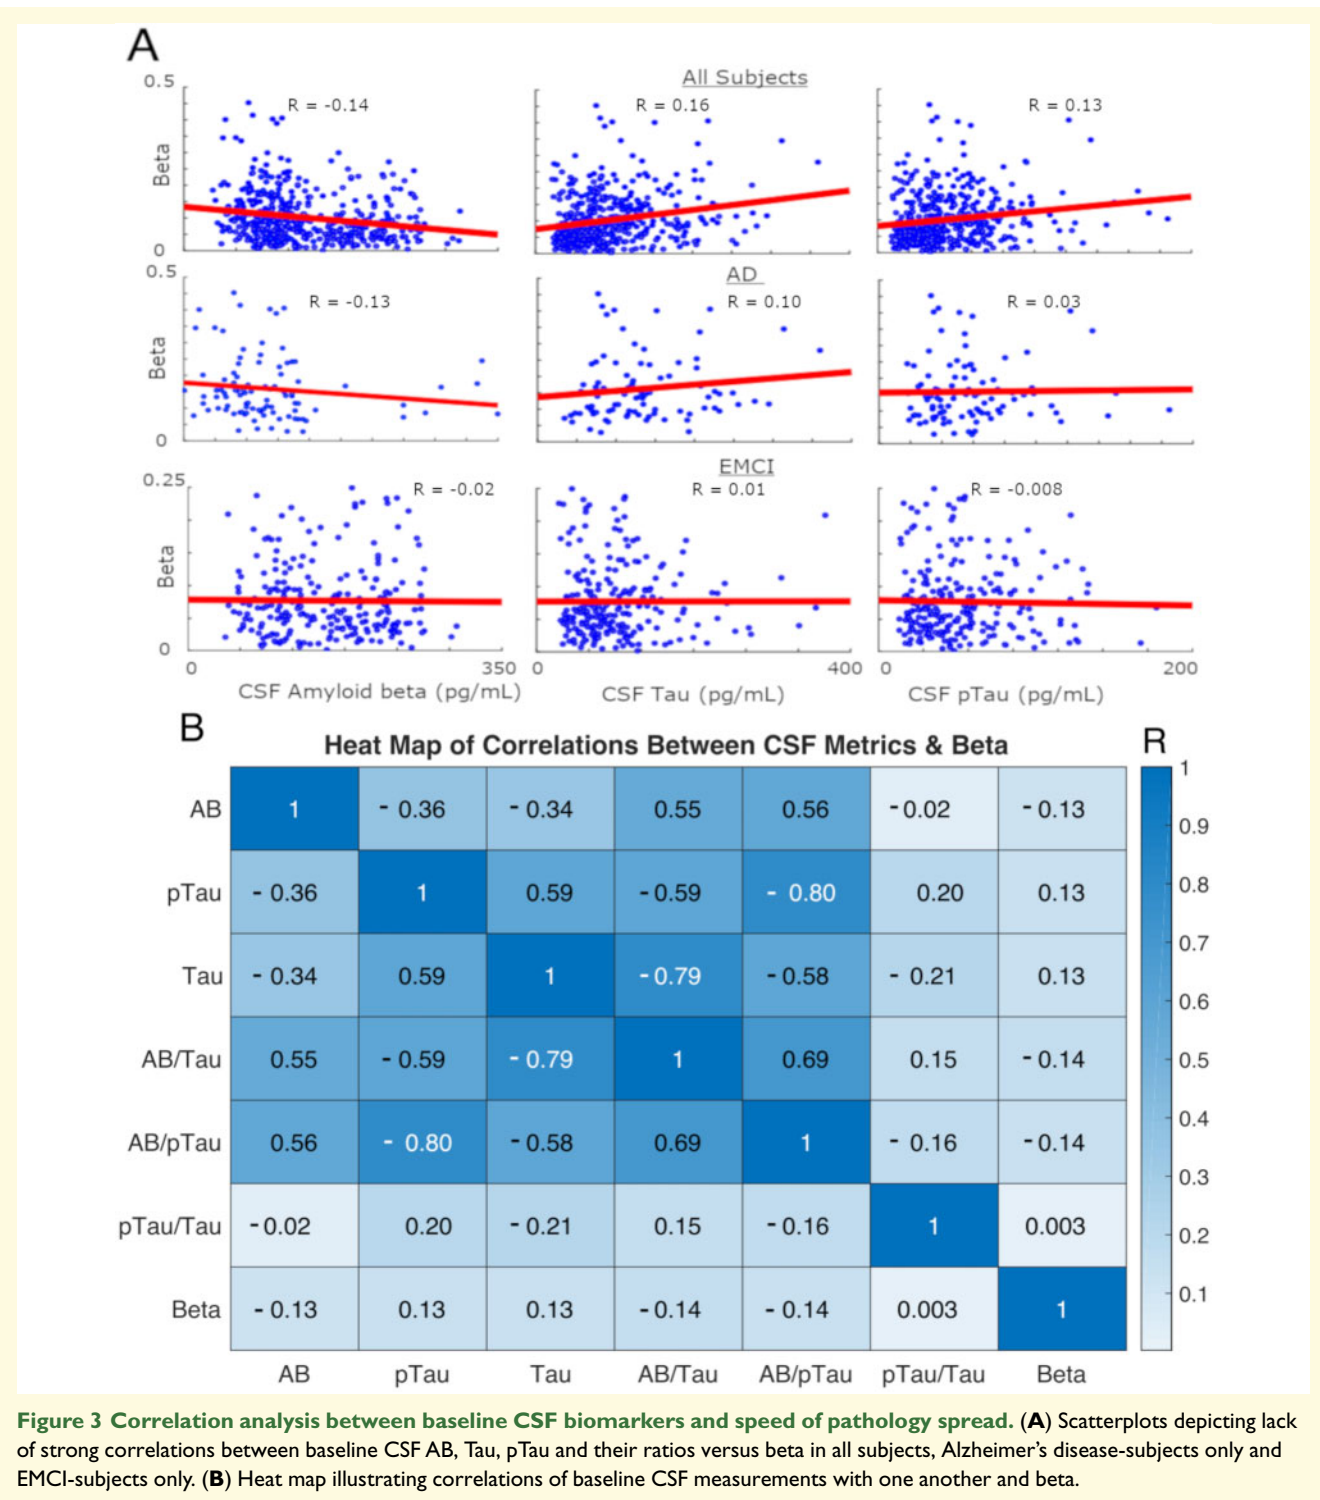 A
All Subjects
0.5
R = -0.14
R = 0.16
R = 0.13
Beta
0
AD
0.5
R = -0.13
R = 0.10
R = 0.03
Beta
0
EMCI
0.25
R = -0.02
R = 0.01
R = -0.008
Beta
0
0 350 0 400 0 200
CSF Amyloid beta (pg/mL) CSF Tau (pg/mL) CSF pTau (pg/mL)
B
Heat Map of Correlations Between CSF Metrics & Beta
R
AB 1 - 0.36 - 0.34 0.55 0.56 - 0.02 - 0.13
pTau - 0.36 1 0.59 - 0.59 - 0.80 0.20 0.13
Tau - 0.34 0.59 1 - 0.79 - 0.58 - 0.21 0.13
AB/Tau 0.55 - 0.59 - 0.79 1 0.69 0.15 - 0.14
AB/pTau 0.56 - 0.80 - 0.58 0.69 1 - 0.16 - 0.14
pTau/Tau - 0.02 0.20 - 0.21 0.15 - 0.16 1 0.003
Beta - 0.13 0.13 0.13 - 0.14 - 0.14 0.003 1
AB pTau Tau AB/Tau AB/pTau pTau/Tau Beta
1
0.9
0.8
0.7
0.6
0.5
0.4
0.3
0.2
0.1
Figure 3 Correlation analysis between baseline CSF biomarkers and speed of pathology spread. (A) Scatterplots depicting lack
of strong correlations between baseline CSF AB, Tau, pTau and their ratios versus beta in all subjects, Alzheimer's disease-subjects only and
EMCI-subjects only. (B) Heat map illustrating correlations of baseline CSF measurements with one another and beta.